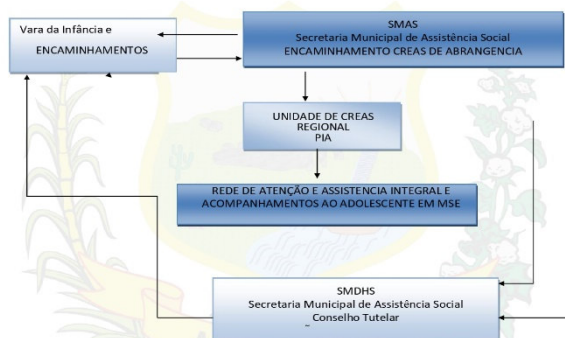 Vara da Infância e
ENCAMINHAMENTOS
SMAS
Secretaria Municipal de Assistência Social
ENCAMINHAMENTO CREAS DE ABRANGENCIA
UNIDADE DE CREAS
REGIONAL
PIA
REDE DE ATENÇÃO E ASSISTENCIA INTEGRAL E
ACOMPANHAMENTOS AO ADOLESCENTE EM MSE
SMDHS
Secretaria Municipal de Assistência Social
Conselho Tutelar